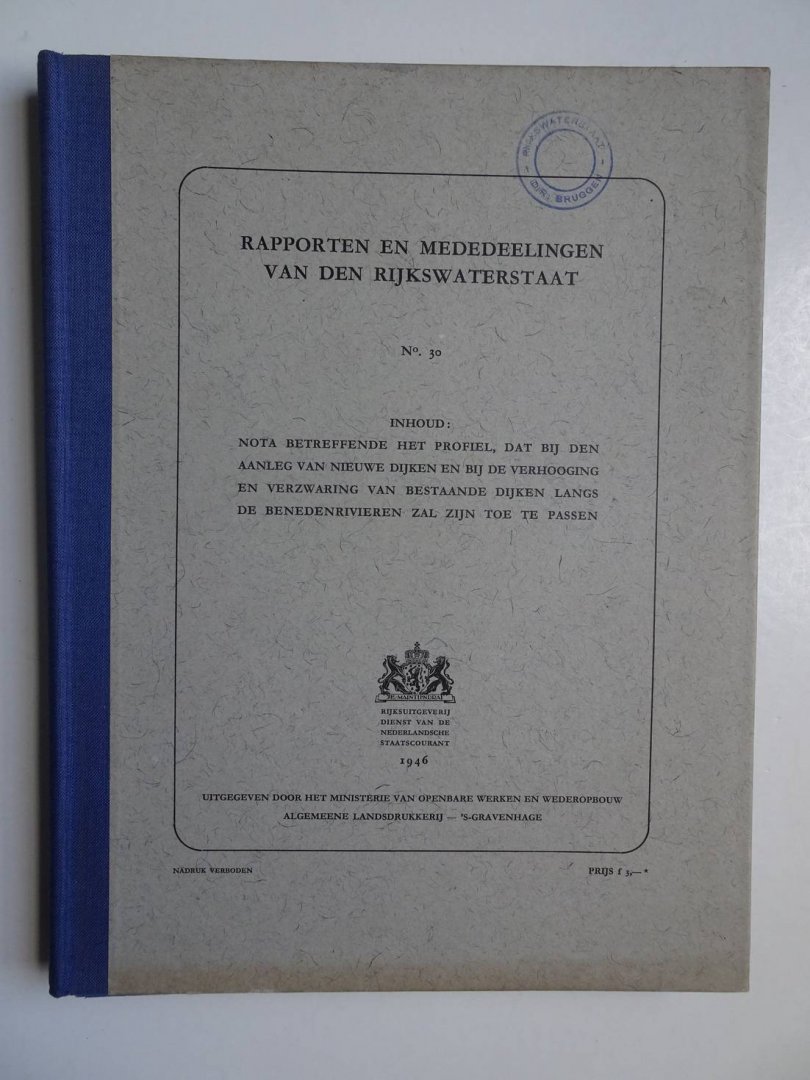 RIJKSWATERSTAAT
DIR. BRUGGEN
RAPPORTEN EN MEDEDEELINGEN
VAN DEN RIJKSWATERSTAAT
Nº. 30
INHOUD:
NOTA BETREFFENDE HET PROFIEL, DAT BIJ DEN
AANLEG VAN NIEUWE DIJKEN EN BIJ DE VERHOOGING
EN VERZWARING VAN BESTAANDE DIJKEN LANGS
DE BENEDENRIVIEREN ZAL ZIJN TOE TE PASSEN
JE MAINTIENDRAI
RIJKSUITGEVERIJ
DIENST VAN DE
NEDERLANDSCHE
STAATSCOURANT
1946
UITGEGEVEN DOOR HET MINISTERIE VAN OPENBARE WERKEN EN WEDEROPBOUW
ALGEMEENE LANDSDRUKKERIJ — 'S-GRAVENHAGE
NADRUK VERBODEN
PRIJS f 3,— *